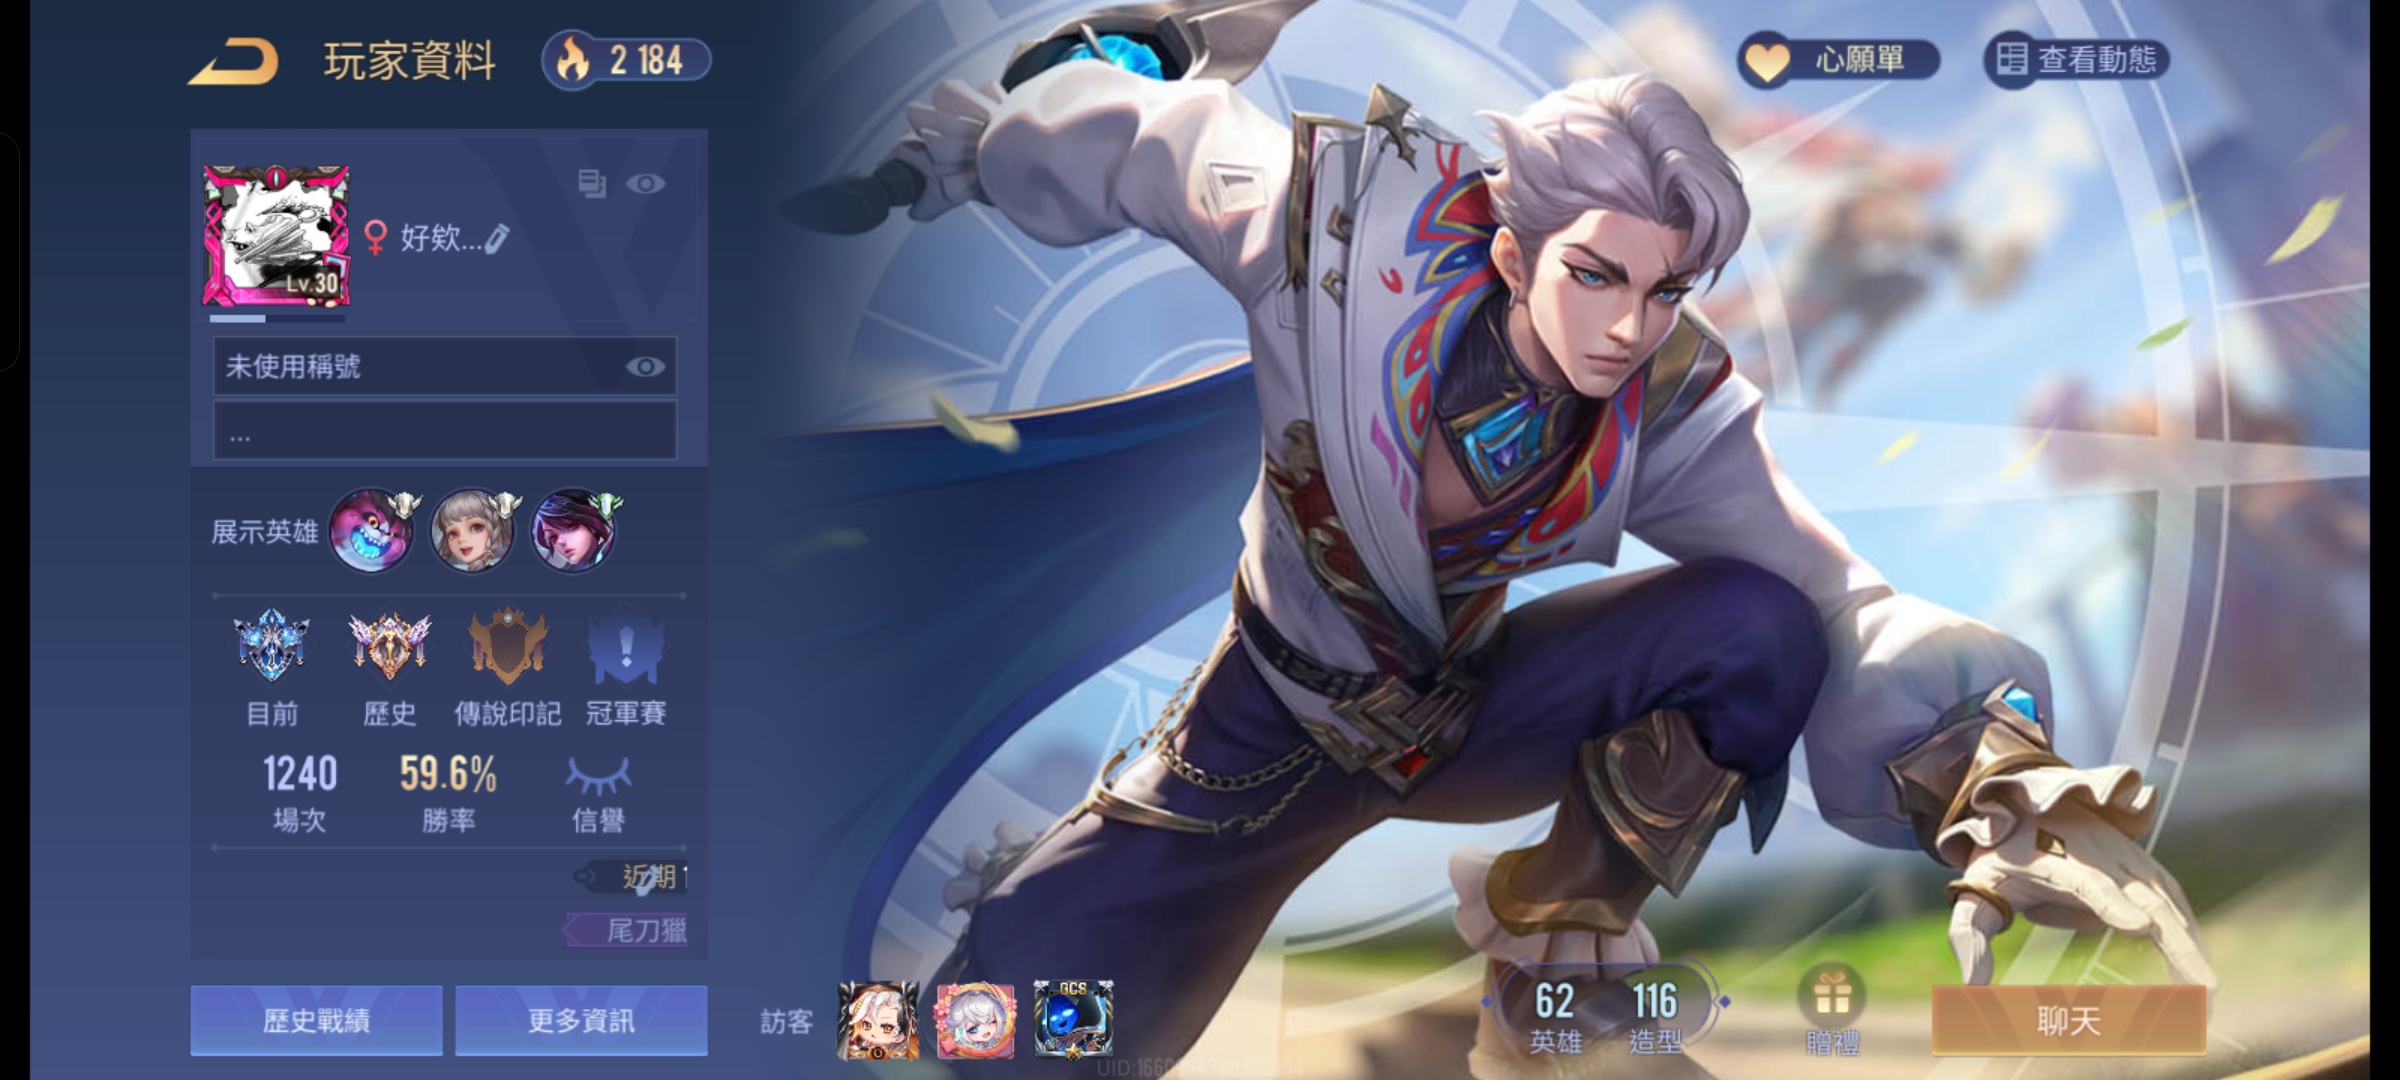 玩家資料
2 184
心願單
查看動態
Lv.30
好欸...
未使用稱號
...
展示英雄
目前
歷史
傳說印記
冠軍賽
1240
59.6%
場次
勝率
信譽
近期 1
尾刀獵
歷史戰績
更多資訊
訪客
GCS
62
116
英雄
造型
贈禮
聊天